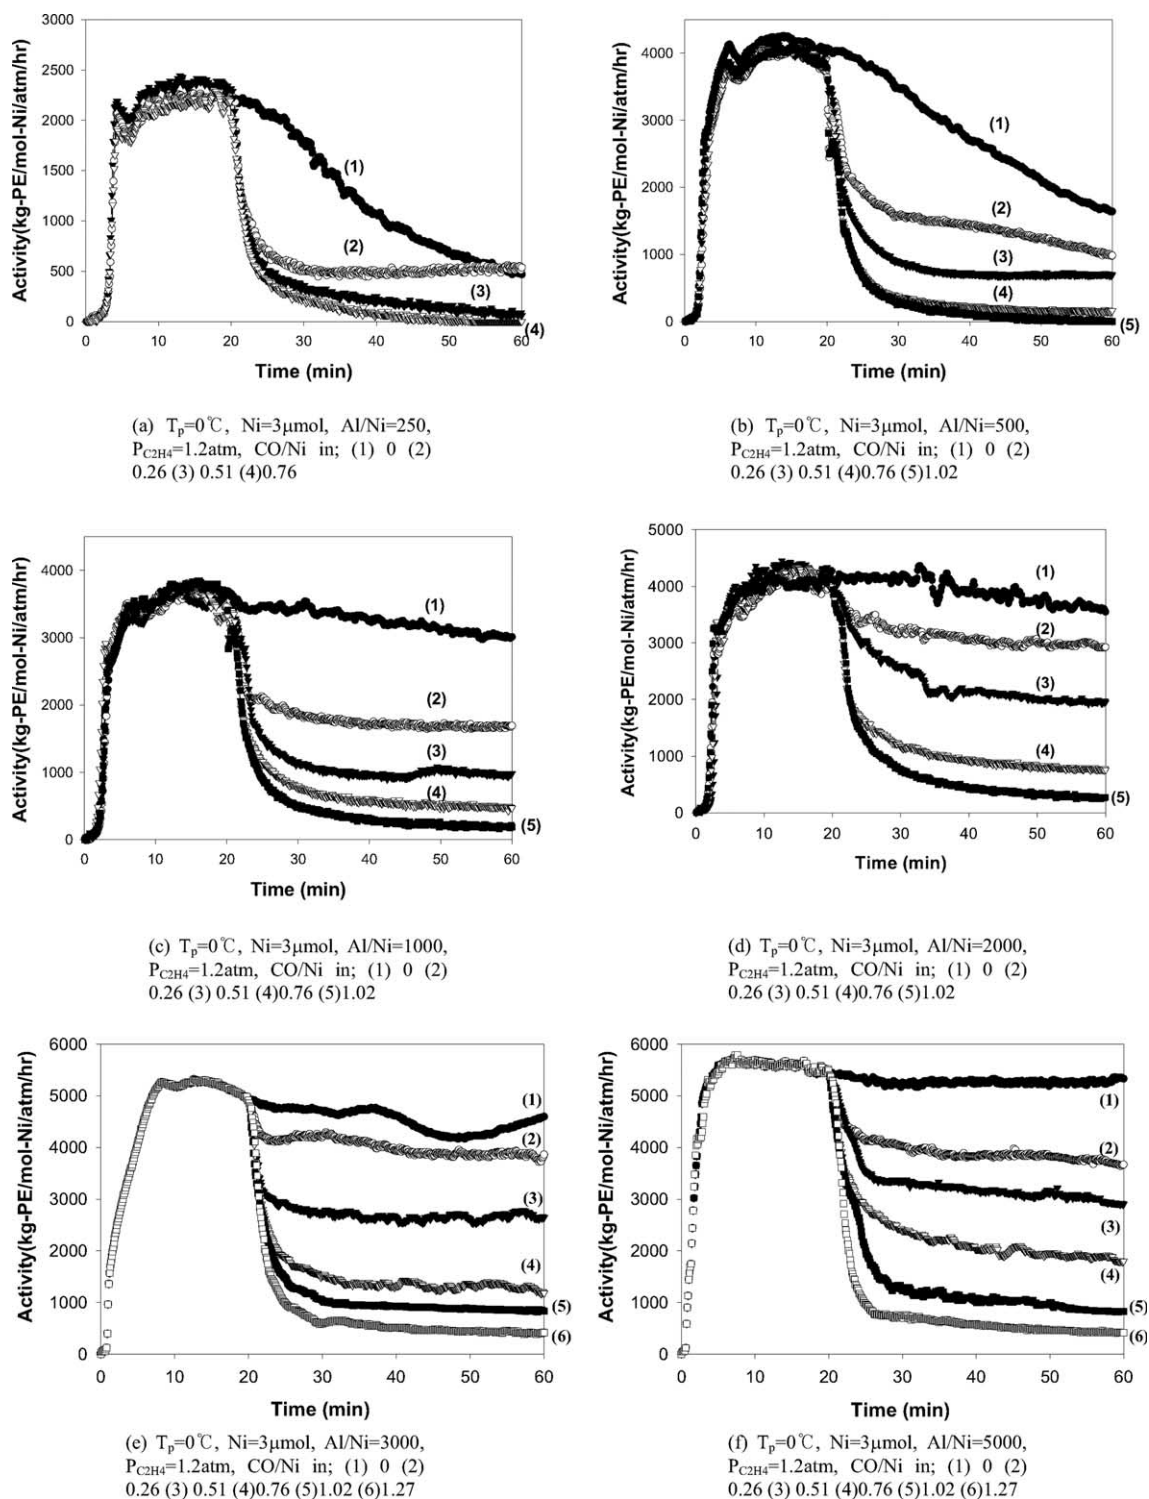 Activity(kg-PE/mol-Ni/atm/hr)
3000
2500
2000
1500
1000
500
0
(1)
(2)
(3)
(4)
0 10 20 30 40 50 60
Time (min)
(a) Tp=0℃, Ni=3μmol, Al/Ni=250,
PC2H4=1.2atm, CO/Ni in; (1) 0 (2)
0.26 (3) 0.51 (4)0.76
Activity(kg-PE/mol-Ni/atm/hr)
4000
3000
2000
1000
0
(1)
(2)
(3)
(4)
(5)
0 10 20 30 40 50 60
Time (min)
(b) Tp=0℃, Ni=3μmol, Al/Ni=500,
PC2H4=1.2atm, CO/Ni in; (1) 0 (2)
0.26 (3) 0.51 (4)0.76 (5)1.02
Activity(kg-PE/mol-Ni/atm/hr)
4000
3000
2000
1000
0
(1)
(2)
(3)
(4)
(5)
0 10 20 30 40 50 60
Time (min)
(c) Tp=0℃, Ni=3μmol, Al/Ni=1000,
PC2H4=1.2atm, CO/Ni in; (1) 0 (2)
0.26 (3) 0.51 (4)0.76 (5)1.02
Activity(kg-PE/mol-Ni/atm/hr)
5000
4000
3000
2000
1000
0
(1)
(2)
(3)
(4)
(5)
0 10 20 30 40 50 60
Time (min)
(d) Tp=0℃, Ni=3μmol, Al/Ni=2000,
PC2H4=1.2atm, CO/Ni in; (1) 0 (2)
0.26 (3) 0.51 (4)0.76 (5)1.02
Activity(kg-PE/mol-Ni/atm/hr)
6000
5000
4000
3000
2000
1000
0
(1)
(2)
(3)
(4)
(5)
(6)
0 10 20 30 40 50 60
Time (min)
(e) Tp=0℃, Ni=3μmol, Al/Ni=3000,
PC2H4=1.2atm, CO/Ni in; (1) 0 (2)
0.26 (3) 0.51 (4)0.76 (5)1.02 (6)1.27
Activity(kg-PE/mol-Ni/atm/hr)
6000
5000
4000
3000
2000
1000
0
(1)
(2)
(3)
(4)
(5)
(6)
0 10 20 30 40 50 60
Time (min)
(f) Tp=0℃, Ni=3μmol, Al/Ni=5000,
PC2H4=1.2atm, CO/Ni in; (1) 0 (2)
0.26 (3) 0.51 (4)0.76 (5)1.02 (6)1.27